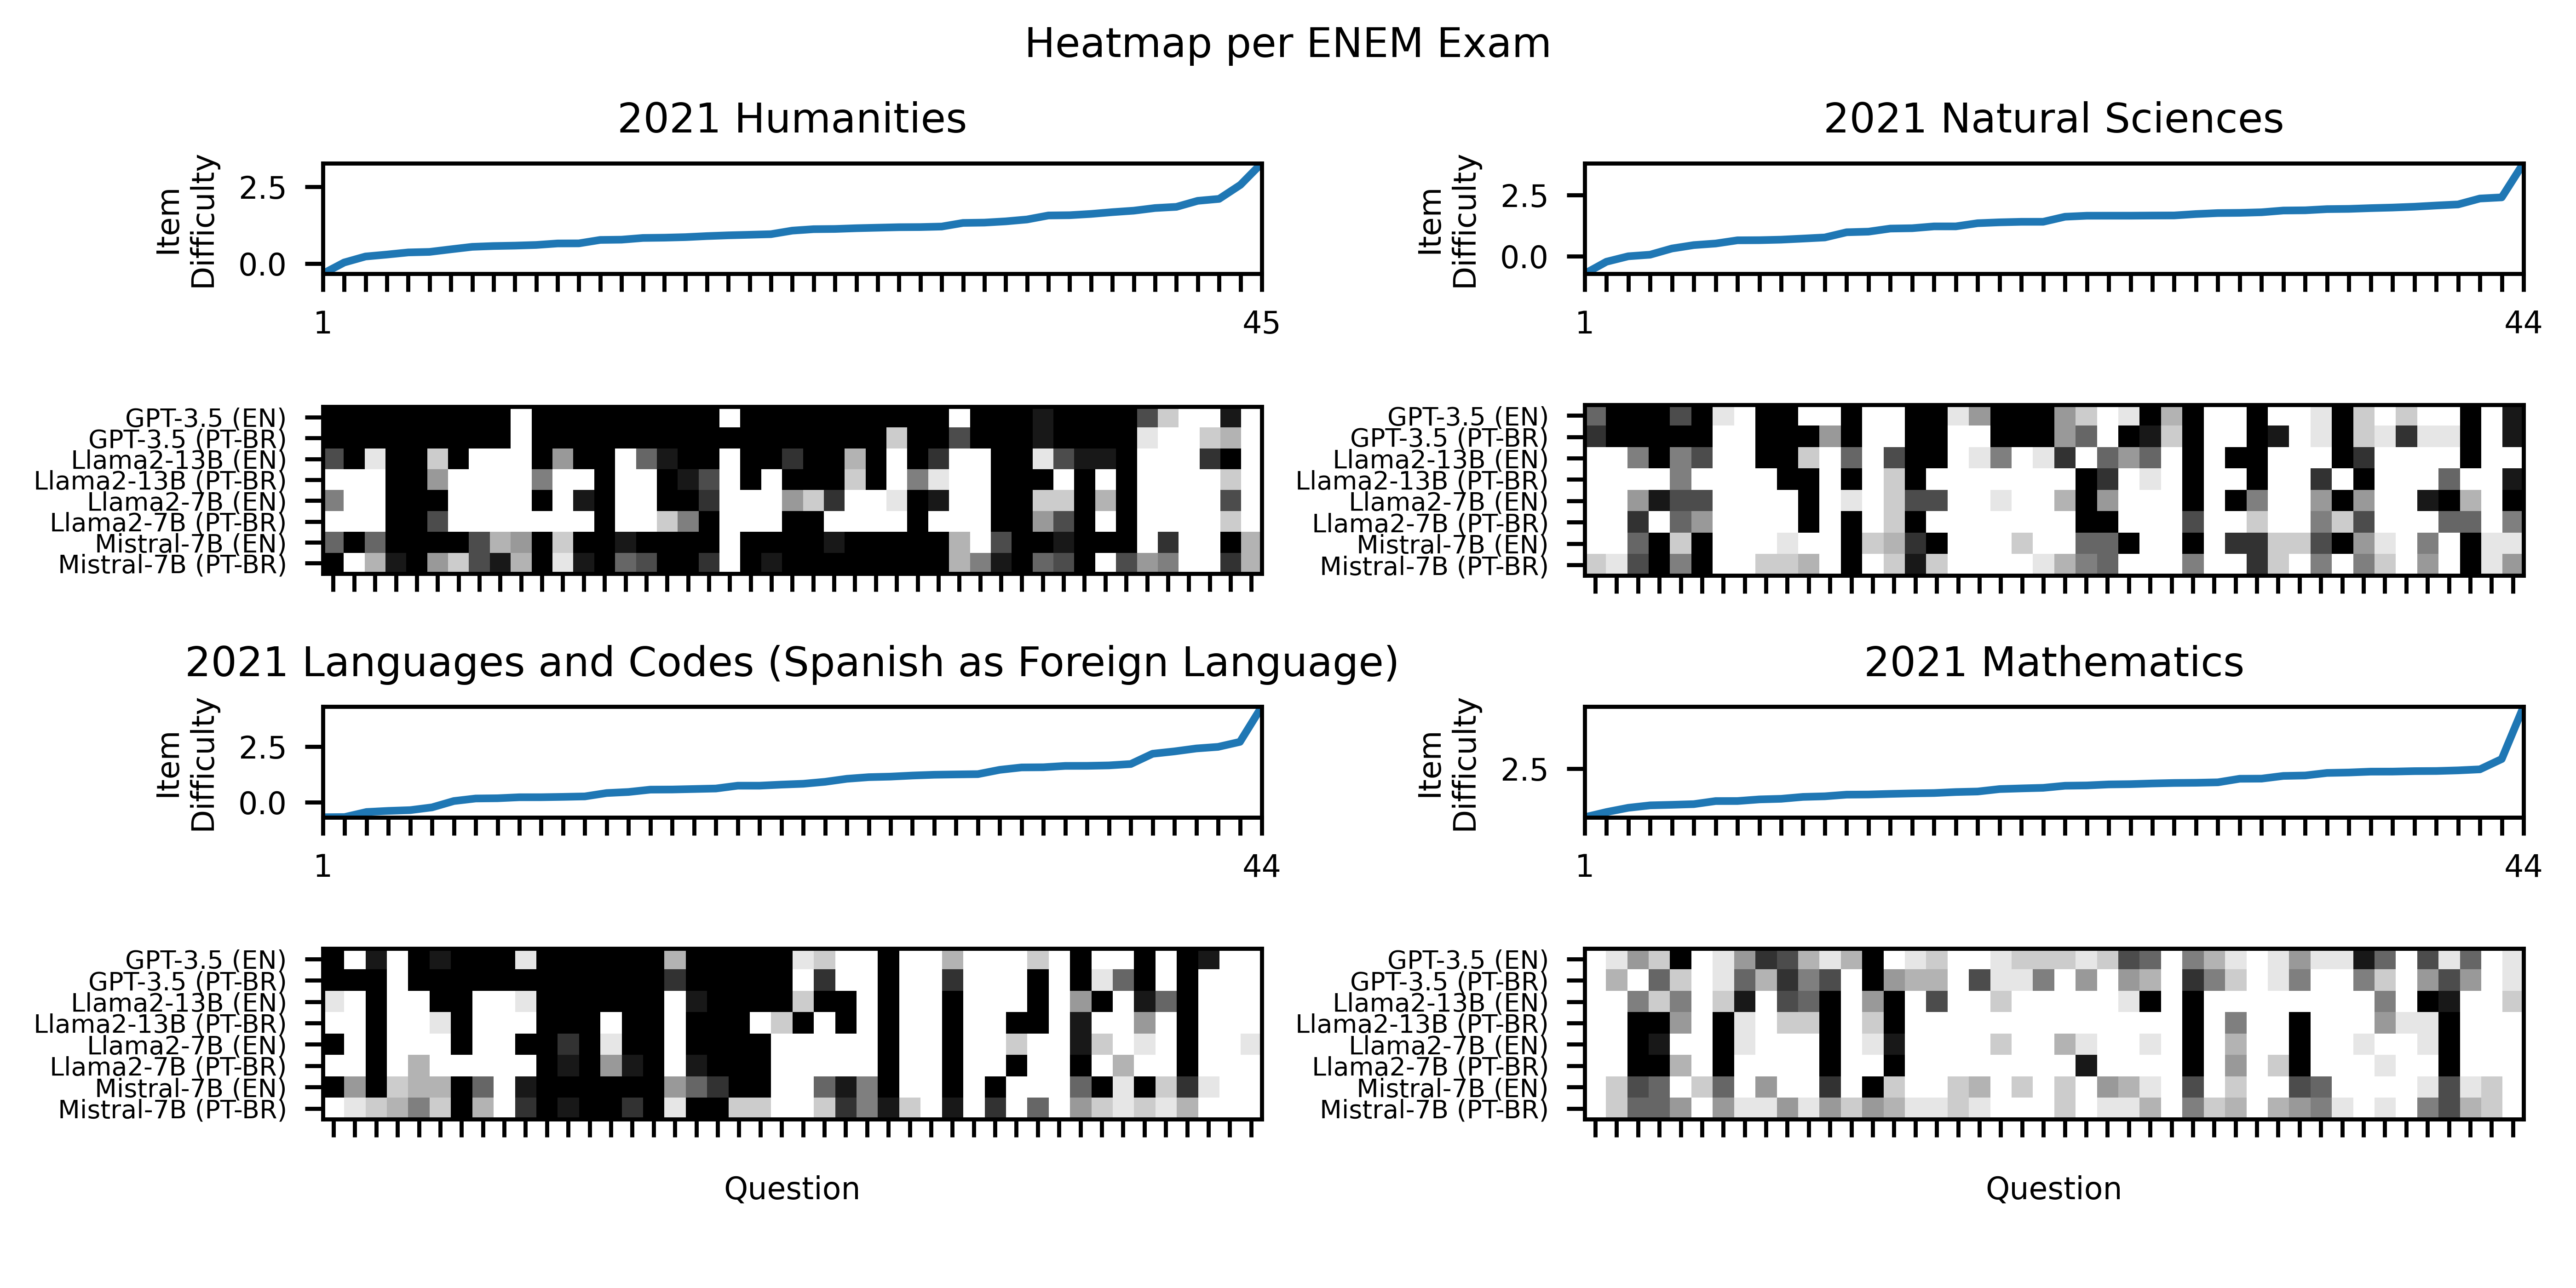 Heatmap per ENEM Exam
2021 Humanities
Item
Difficulty
2.5
0.0
1
45
GPT-3.5 (EN)
GPT-3.5 (PT-BR)
Llama2-13B (EN)
Llama2-13B (PT-BR)
Llama2-7B (EN)
Llama2-7B (PT-BR)
Mistral-7B (EN)
Mistral-7B (PT-BR)
2021 Natural Sciences
Item
Difficulty
2.5
0.0
1
44
GPT-3.5 (EN)
GPT-3.5 (PT-BR)
Llama2-13B (EN)
Llama2-13B (PT-BR)
Llama2-7B (EN)
Llama2-7B (PT-BR)
Mistral-7B (EN)
Mistral-7B (PT-BR)
2021 Languages and Codes (Spanish as Foreign Language)
Item
Difficulty
2.5
0.0
1
44
GPT-3.5 (EN)
GPT-3.5 (PT-BR)
Llama2-13B (EN)
Llama2-13B (PT-BR)
Llama2-7B (EN)
Llama2-7B (PT-BR)
Mistral-7B (EN)
Mistral-7B (PT-BR)
Question
2021 Mathematics
Item
Difficulty
2.5
1
44
GPT-3.5 (EN)
GPT-3.5 (PT-BR)
Llama2-13B (EN)
Llama2-13B (PT-BR)
Llama2-7B (EN)
Llama2-7B (PT-BR)
Mistral-7B (EN)
Mistral-7B (PT-BR)
Question